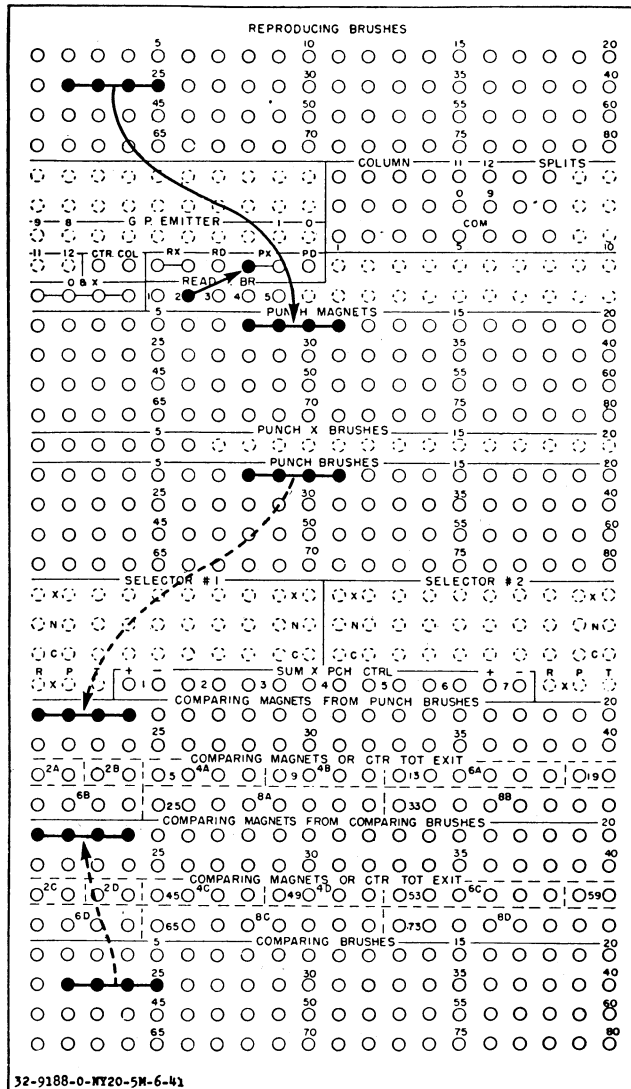 REPRODUCING BRUSHES
5 10 15 20
25 30 35 40
45 50 55 60
65 70 75 80
COLUMN 11 12 SPLITS
0 9
9 8 G.P. EMITTER 1 0
COM
1 5 10
11 12 CTR. COL RX RD PX PD
O & X READ X BR
1 2 3 4 5
5 PUNCH MAGNETS 15 20
25 30 35 40
45 50 55 60
65 70 75 80
5 PUNCH X BRUSHES 15 20
5 PUNCH BRUSHES 15 20
25 30 35 40
45 50 55 60
65 70 75 80
SELECTOR #1 SELECTOR #2
X X X X
N N N N
C C C C
R P T + - SUM X PCH CTRL + - R P T
X 1 2 3 4 5 6 7 X
COMPARING MAGNETS FROM PUNCH BRUSHES 20
25 30 35 40
COMPARING MAGNETS OR CTR TOT EXIT
2A 2B 5 4A 9 4B 13 6A 19
6B 25 8A 33 8B
COMPARING MAGNETS FROM COMPARING BRUSHES 20
25 30 35 40
COMPARING MAGNETS OR CTR TOT EXIT
2C 2D 45 4C 49 4D 53 6C 59
6D 65 8C 73 8D
5 COMPARING BRUSHES 15 20
25 30 35 40
45 50 55 60
65 70 75 80
32-9188-0-NY20-5M-6-41